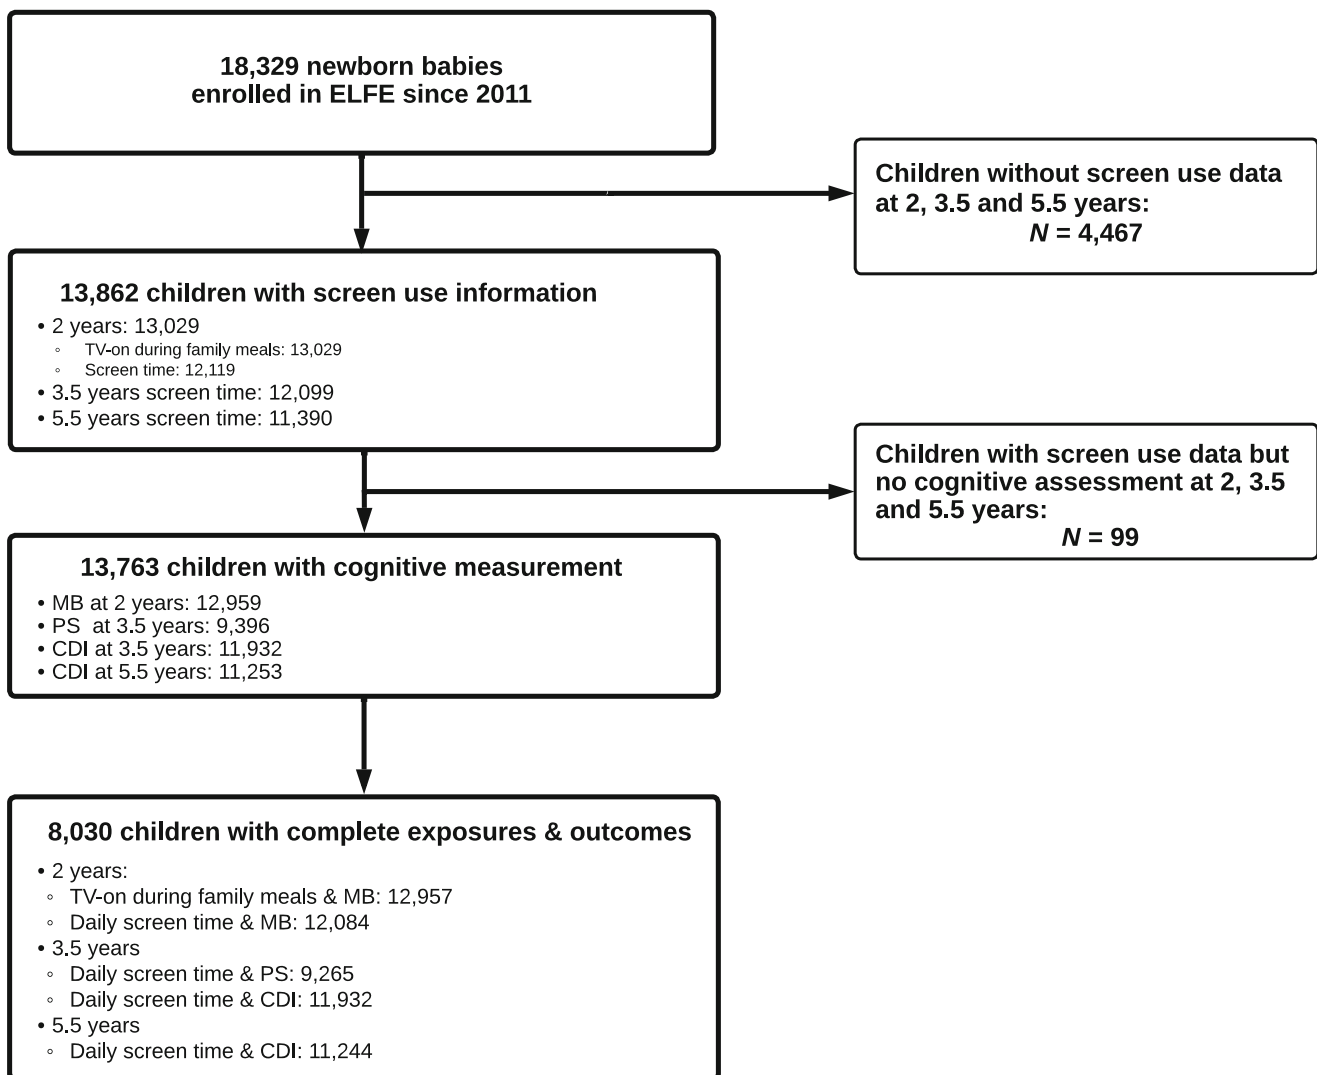 18,329 newborn babies
enrolled in ELFE since 2011
Children without screen use data
at 2, 3.5 and 5.5 years:
N = 4,467
13,862 children with screen use information
• 2 years: 13,029
◦ TV-on during family meals: 13,029
◦ Screen time: 12,119
• 3.5 years screen time: 12,099
• 5.5 years screen time: 11,390
Children with screen use data but
no cognitive assessment at 2, 3.5
and 5.5 years:
N = 99
13,763 children with cognitive measurement
• MB at 2 years: 12,959
• PS at 3.5 years: 9,396
• CDI at 3.5 years: 11,932
• CDI at 5.5 years: 11,253
8,030 children with complete exposures & outcomes
• 2 years:
◦ TV-on during family meals & MB: 12,957
◦ Daily screen time & MB: 12,084
• 3.5 years
◦ Daily screen time & PS: 9,265
◦ Daily screen time & CDI: 11,932
• 5.5 years
◦ Daily screen time & CDI: 11,244